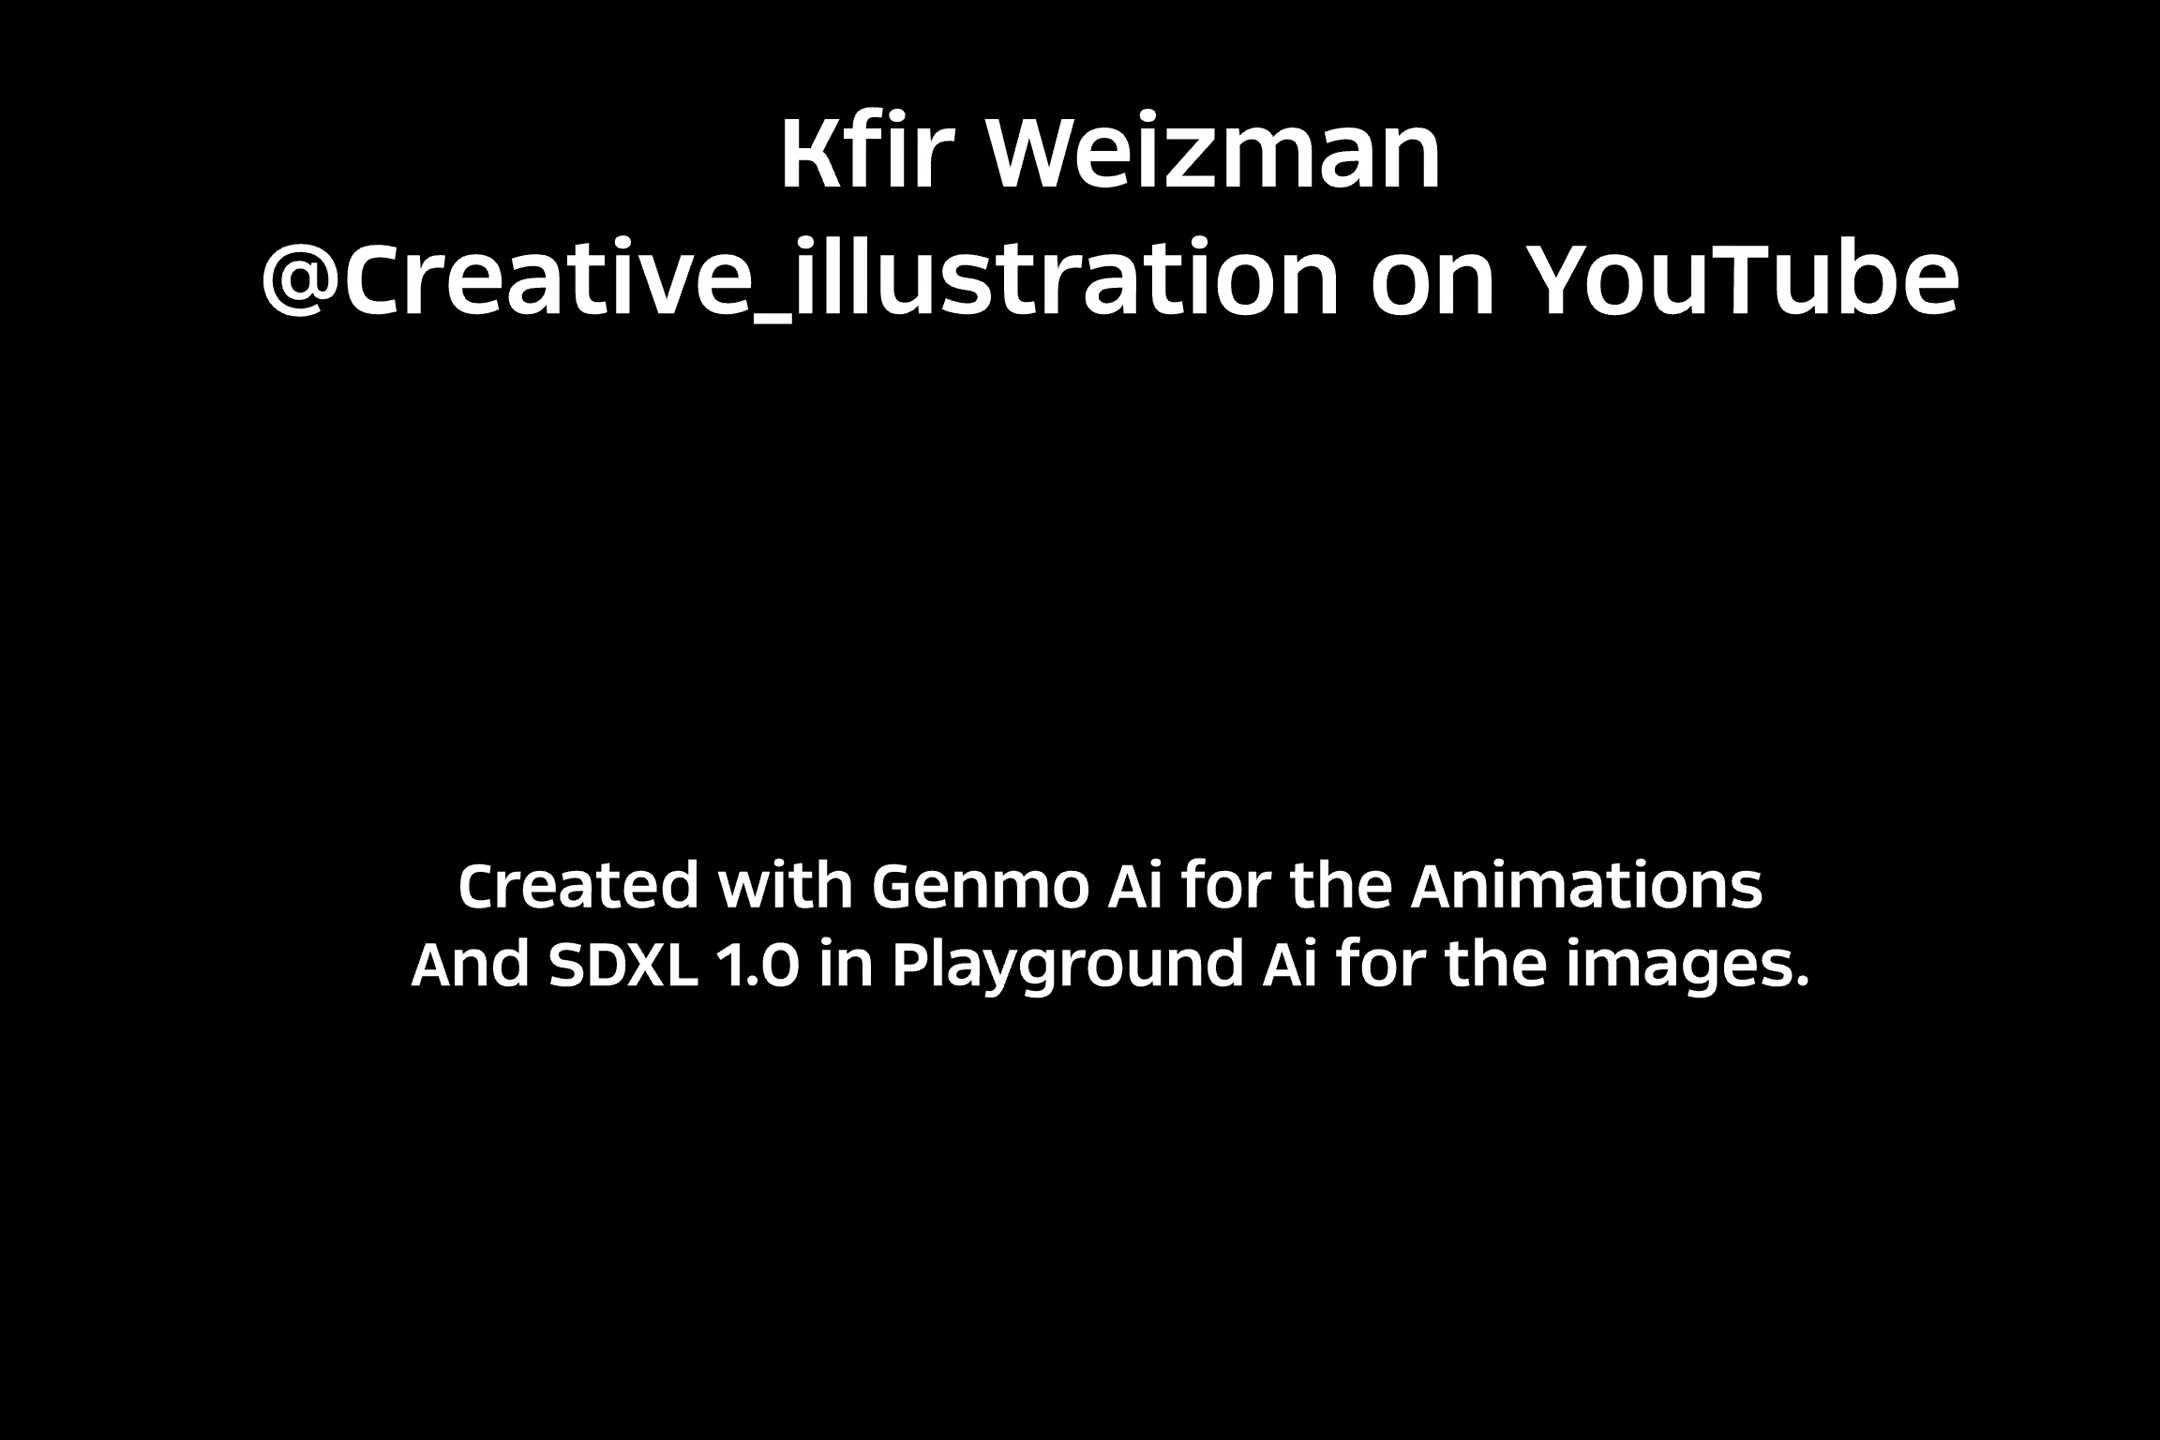 Kfir Weizman
@Creative_illustration on YouTube
Created with Genmo Ai for the Animations
And SDXL 1.0 in Playground Ai for the images.